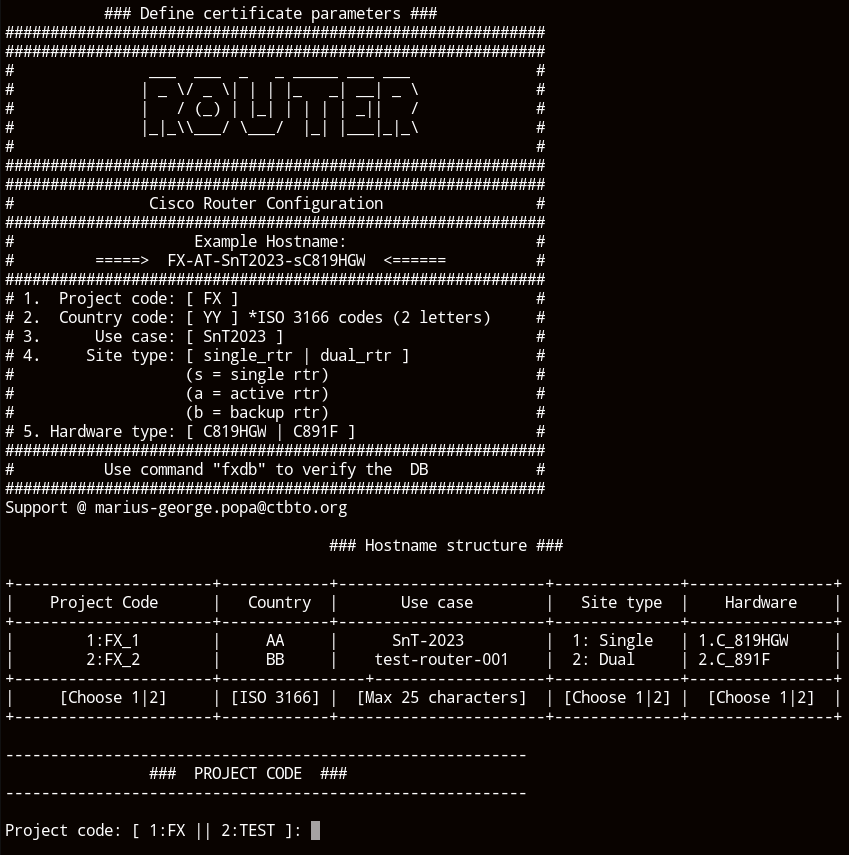 ### Define certificate parameters ###
############################################################
############################################################
#               ___  ___  _   _ _____ ___ ___              #
#              | _ \/ _ \| | | |_   _| __| _ \             #
#              |   / (_) | |_| | | | | _||   /             #
#              |_|_\\___/ \___/  |_| |___|_|_\             #
#                                                          #
############################################################
############################################################
#               Cisco Router Configuration                 #
############################################################
#                    Example Hostname:                     #
#         =====>  FX-AT-SnT2023-sC819HGW  <======          #
############################################################
# 1.  Project code: [ FX ]                                 #
# 2.  Country code: [ YY ] *ISO 3166 codes (2 letters)     #
# 3.      Use case: [ SnT2023 ]                            #
# 4.     Site type: [ single_rtr | dual_rtr ]              #
#                   (s = single rtr)                       #
#                   (a = active rtr)                       #
#                   (b = backup rtr)                       #
# 5. Hardware type: [ C819HGW | C891F ]                    #
############################################################
#          Use command "fxdb" to verify the  DB            #
############################################################
Support @ marius-george.popa@ctbto.org
### Hostname structure ###
+----------------------+------------+-----------------------+--------------+----------------+
|    Project Code      |   Country  |       Use case        |   Site type  |    Hardware    |
+----------------------+------------+-----------------------+--------------+----------------+
|        1:FX_1        |     AA     |      SnT-2023         |  1: Single   | 1.C_819HGW     |
|        2:FX_2        |     BB     |    test-router-001    |  2: Dual     | 2.C_891F       |
+----------------------+----------------+-------------------+--------------+----------------+
|     [Choose 1|2]     | [ISO 3166] |  [Max 25 characters]  | [Choose 1|2] |  [Choose 1|2]  |
+----------------------+------------+-----------------------+--------------+----------------+
----------------------------------------------------------
###  PROJECT CODE  ###
----------------------------------------------------------
Project code: [ 1:FX || 2:TEST ]: